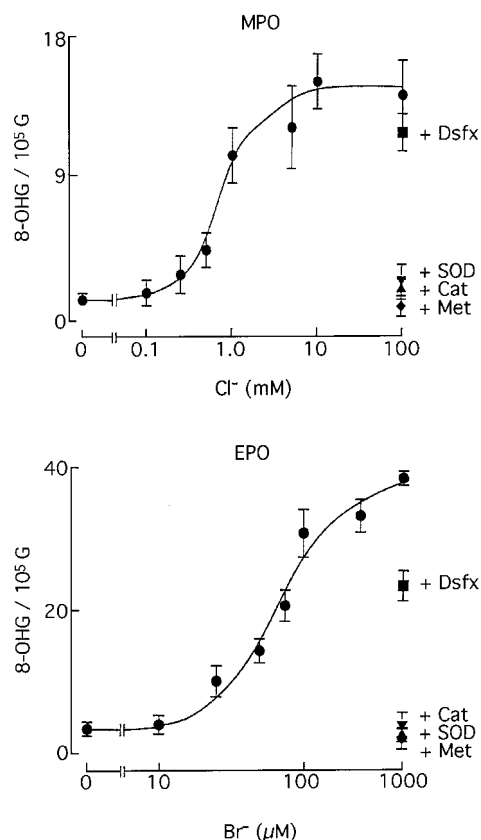 MPO
18
9
0
8-OHG / 10⁵ G
+ Dsfx
+ SOD
+ Cat
+ Met
0 0.1 1.0 10 100
Cl⁻ (mM)
EPO
40
20
0
8-OHG / 10⁵ G
+ Dsfx
+ Cat
+ SOD
+ Met
0 10 100 1000
Br⁻ (µM)